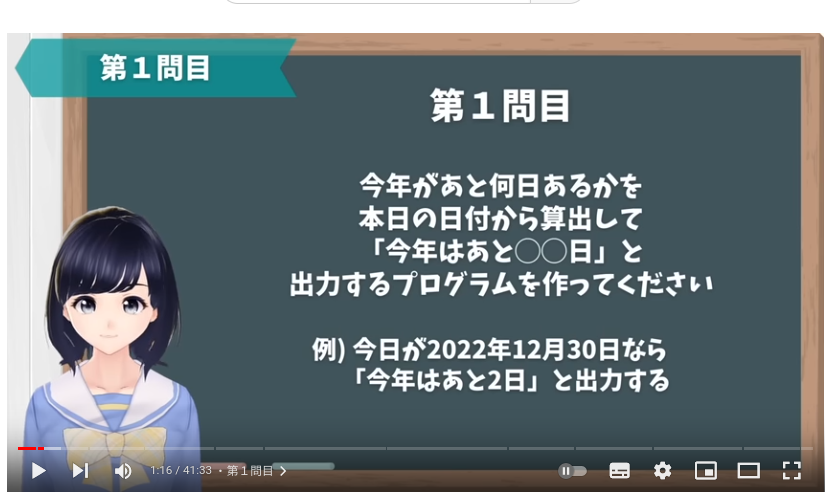 第１問目
第１問目
今年があと何日あるかを
本日の日付から算出して
「今年はあと◯◯日」と
出力するプログラムを作ってください
例) 今日が2022年12月30日なら
「今年はあと2日」と出力する
1:16 / 41:33 ・第１問目